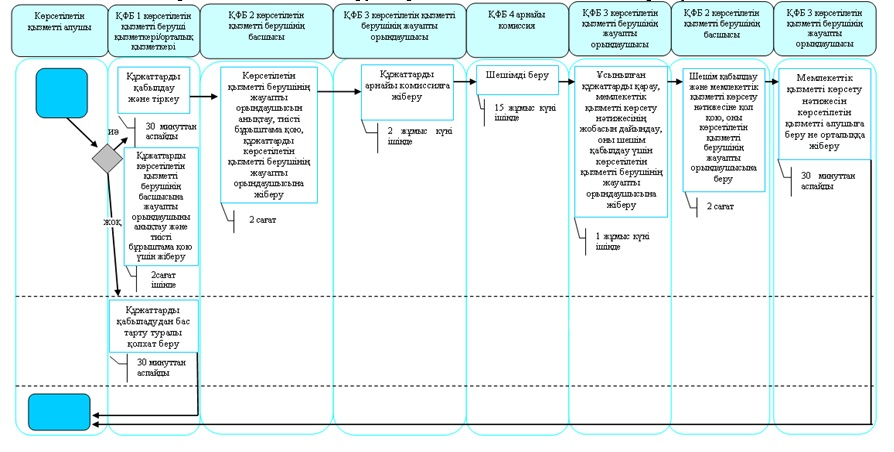 Көрсетілетін
қызметті алушы
ҚФБ 1 көрсетілетін
қызметті беруші
қызметкері/орталық
қызметкері
ҚФБ 2 көрсетілетін
қызметті берушінің
басшысы
ҚФБ 3 көрсетілетін қызметті
берушінің жауапты
орындаушысы
ҚФБ 4 арнайы
комиссия
ҚФБ 3 көрсетілетін
қызметті берушінің
жауапты
орындаушысы
ҚФБ 2 көрсетілетін
қызметті берушінің
басшысы
ҚФБ 3 көрсетілетін
қызметті берушінің
жауапты
орындаушысы
Құжаттарды
қабылдау
және тіркеу
30 минуттан
аспайды
иә
жоқ
Құжаттарды
көрсетілетін
қызметті
берушінің
басшысына
жауапты
орындаушыны
анықтау және
тиісті
бұрыштама қою
үшін жіберу
2сағат
ішінде
Құжаттарды
қабылдаудан бас
тарту туралы
қолхат беру
30 минуттан
аспайды
Көрсетілетін
қызметті берушінің
жауапты
орындаушысын
анықтау, тиісті
бұрыштама қою,
құжаттарды
көрсетілетін
қызметті берушінің
жауапты
орындаушысына
жіберу
2 сағат
Құжаттарды
арнайы комиссияға
жіберу
2 жұмыс күні
ішінде
Шешімді беру
15 жұмыс күні
ішінде
Ұсынылған
құжаттарды қарау,
мемлекеттік
қызметті көрсету
нәтижесінің
жобасын дайындау,
оны шешім
қабылдау үшін
көрсетілетін
қызметті берушінің
жауапты
орындаушысына
жіберу
1 жұмыс күні
ішінде
Шешім қабылдау
және мемлекеттік
қызметті көрсету
нәтижесіне қол
қою, оны
көрсетілетін
қызметті
берушінің
жауапты
орындаушысына
беру
2 сағат
Мемлекеттік
қызметті көрсету
нәтижесін
көрсетілетін
қызметті алушыға
беру не орталыққа
жіберу
30 минуттан
аспайды